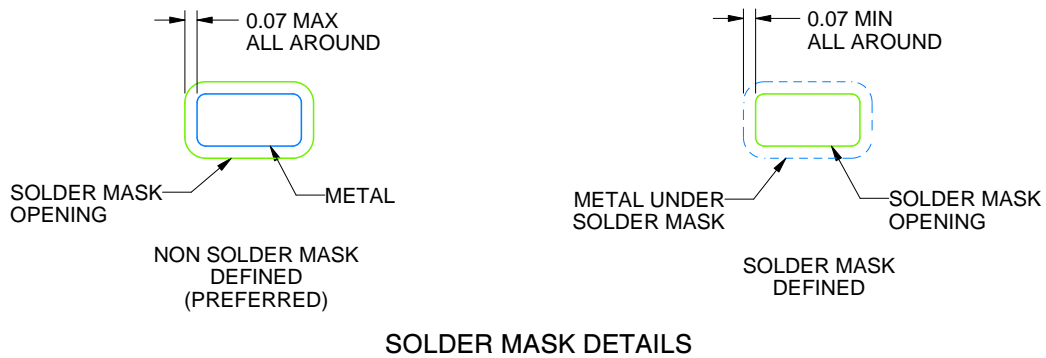 0.07 MAX
ALL AROUND
SOLDER MASK
OPENING
METAL
NON SOLDER MASK
DEFINED
(PREFERRED)
0.07 MIN
ALL AROUND
METAL UNDER
SOLDER MASK
SOLDER MASK
OPENING
SOLDER MASK
DEFINED
SOLDER MASK DETAILS